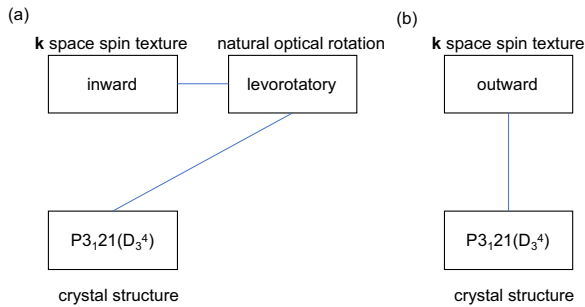 (a)
k space spin texture
natural optical rotation
inward
levorotatory
P3₁21(D₃⁴)
crystal structure
(b)
k space spin texture
outward
P3₁21(D₃⁴)
crystal structure